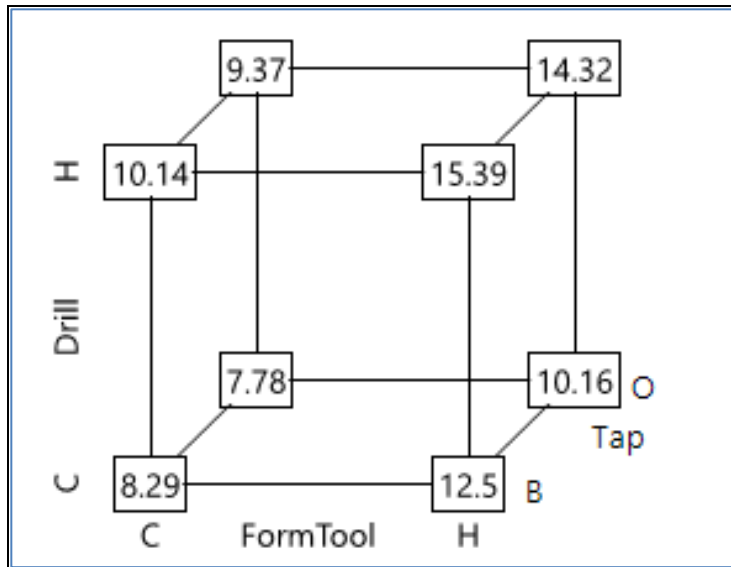 9.37 14.32
H 10.14 15.39
Drill
7.78 10.16 O
Tap
C 8.29 12.5 B
C FormTool H